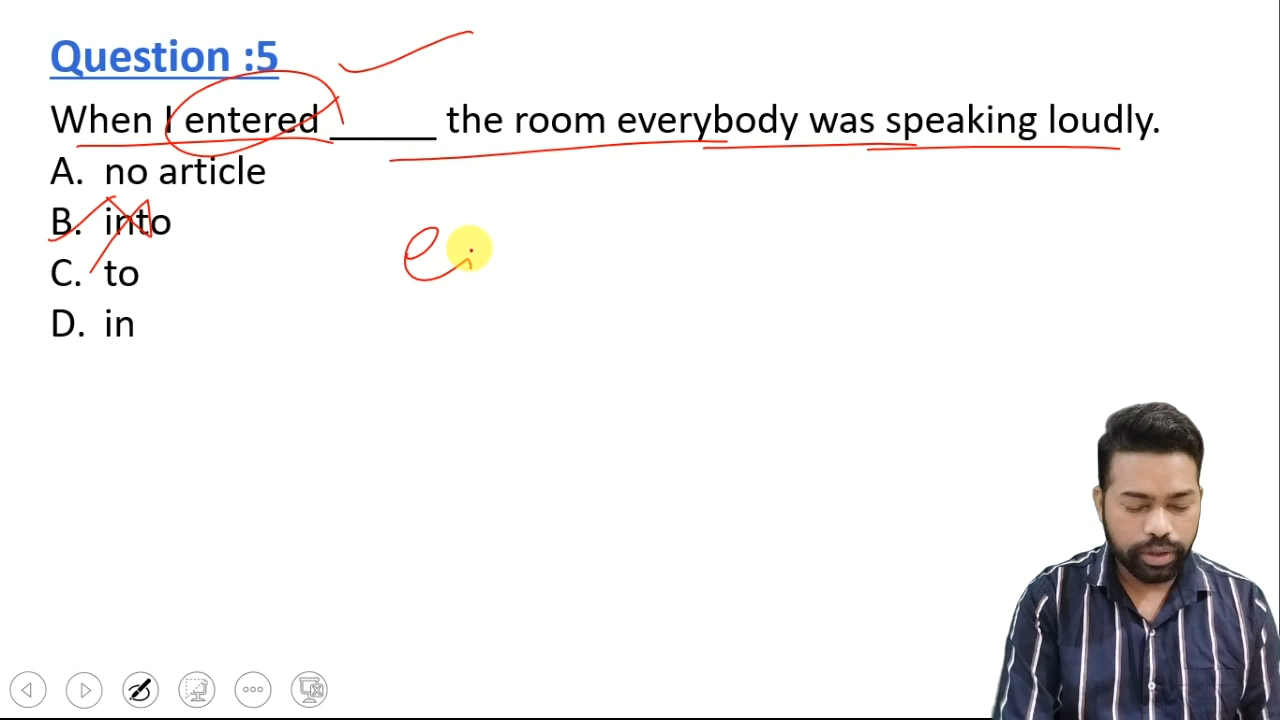 Question :5
When I entered ______ the room everybody was speaking loudly.
A. no article
B. into
C. to
D. in